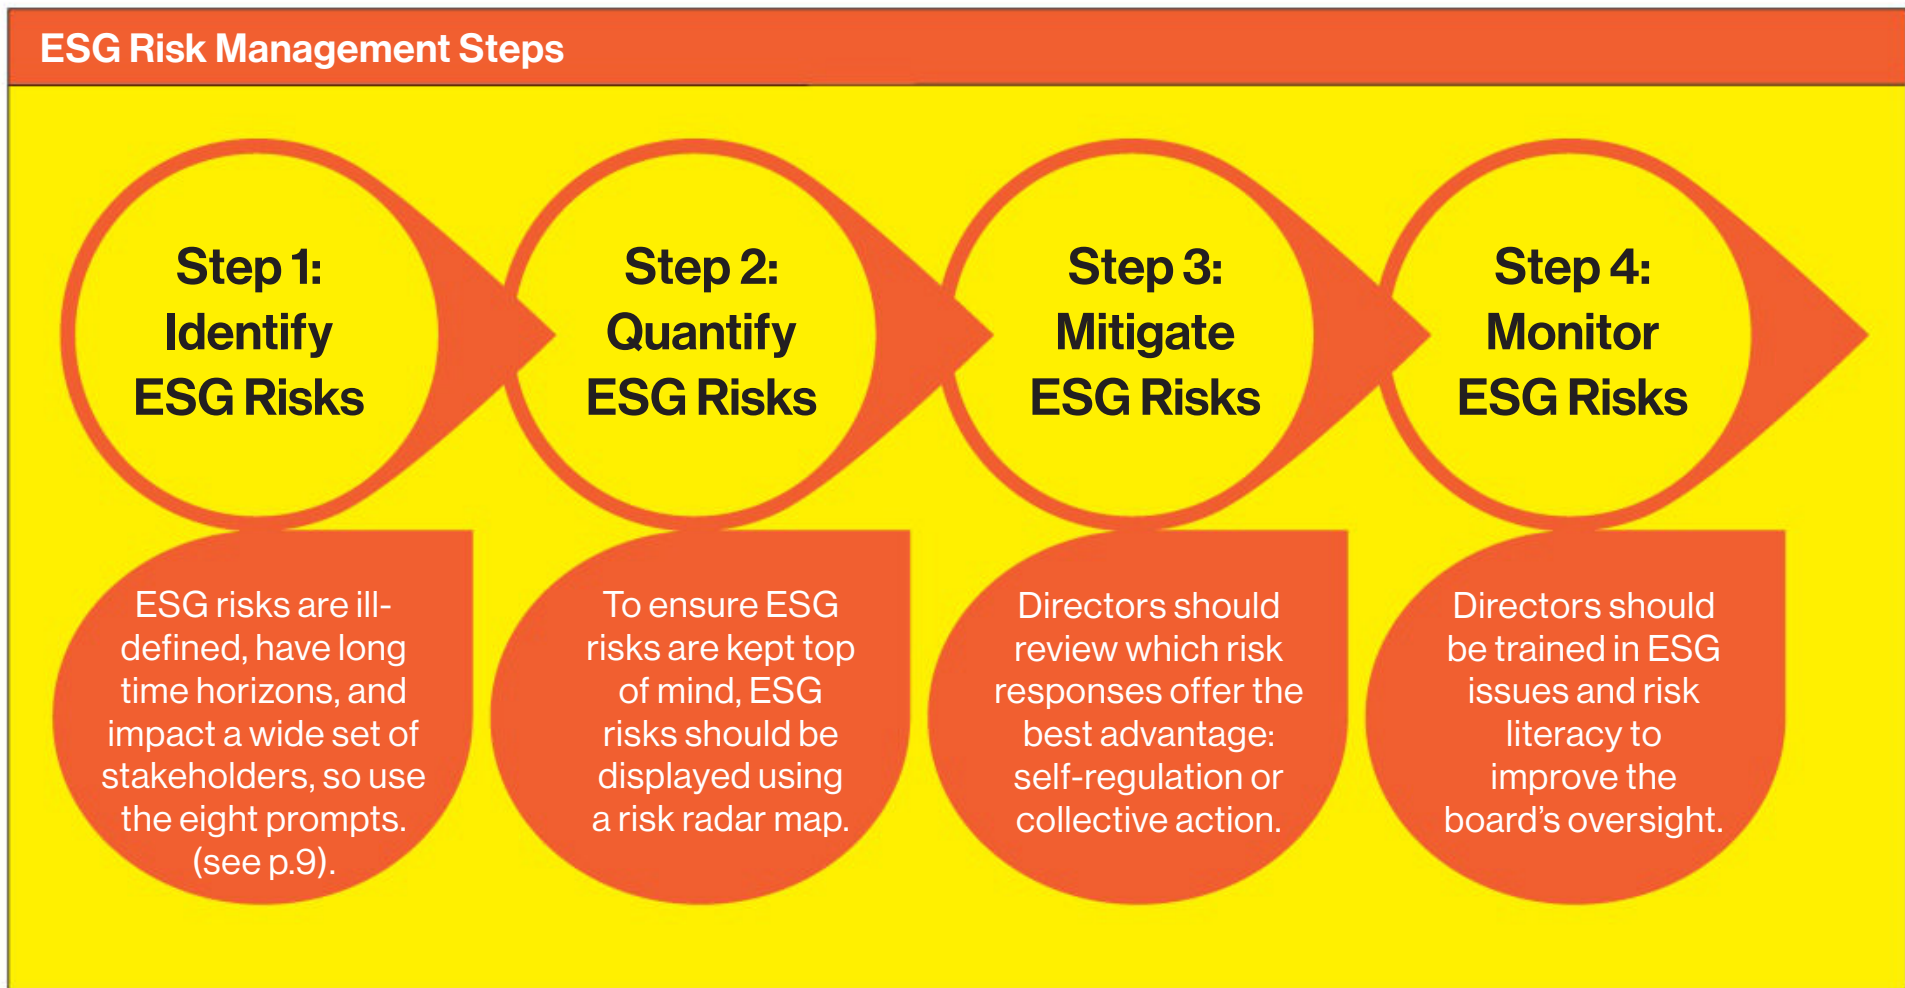 ESG Risk Management Steps
Step 1:
Identify
ESG Risks
ESG risks are ill-
defined, have long
time horizons, and
impact a wide set of
stakeholders, so use
the eight prompts.
(see p.9).
Step 2:
Quantify
ESG Risks
To ensure ESG
risks are kept top
of mind, ESG
risks should be
displayed using
a risk radar map.
Step 3:
Mitigate
ESG Risks
Directors should
review which risk
responses offer the
best advantage:
self-regulation or
collective action.
Step 4:
Monitor
ESG Risks
Directors should
be trained in ESG
issues and risk
literacy to
improve the
board’s oversight.